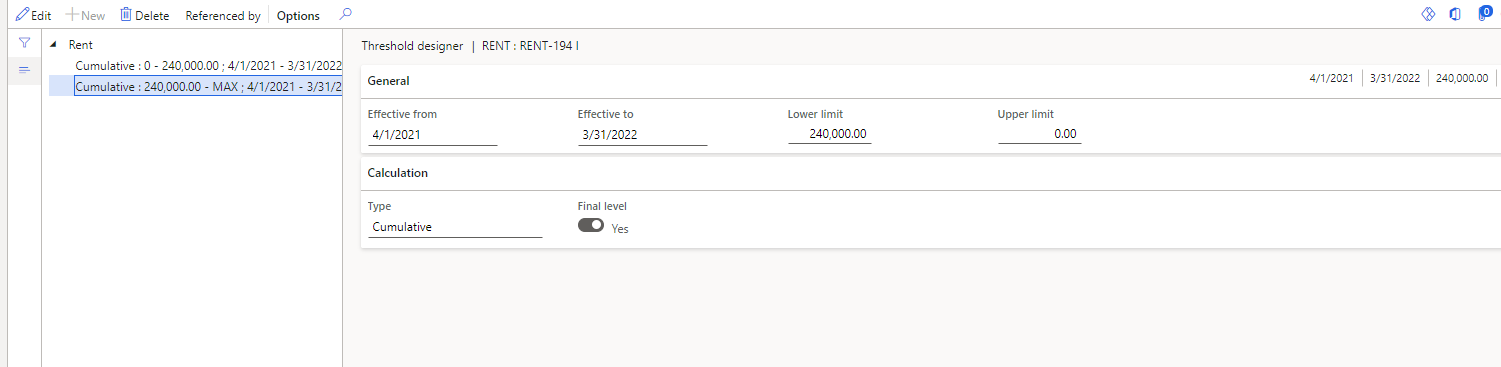 Edit New Delete Referenced by Options 0
Rent
Cumulative : 0 - 240,000.00 ; 4/1/2021 - 3/31/2022
Cumulative : 240,000.00 - MAX ; 4/1/2021 - 3/31/2
Threshold designer | RENT : RENT-194 I
General 4/1/2021 3/31/2022 240,000.00
Effective from Effective to Lower limit Upper limit
4/1/2021 3/31/2022 240,000.00 0.00
Calculation
Type Final level
Cumulative Yes